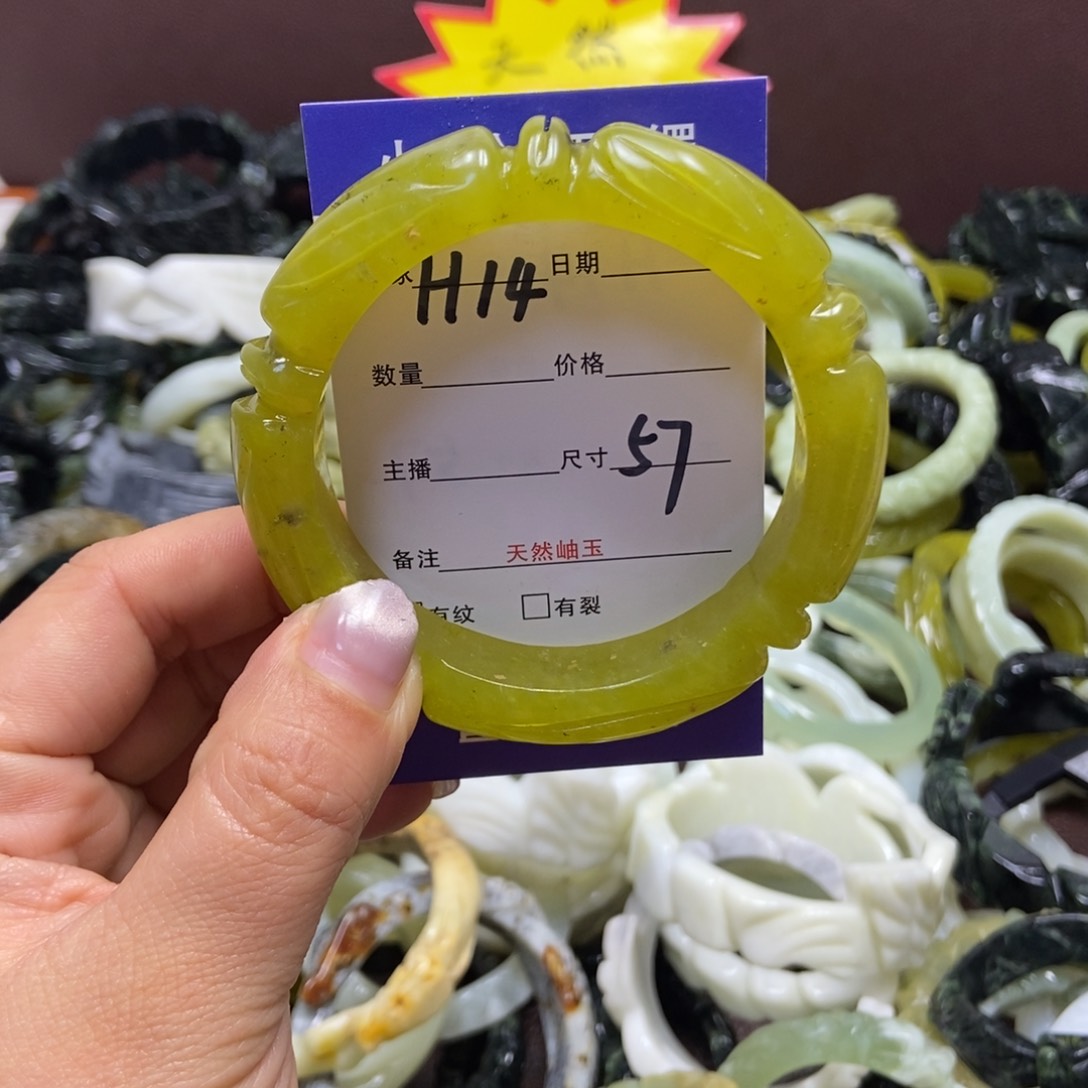 天然
H14 日期
数量 价格
主播 尺寸 57
备注 天然岫玉
有纹 □有裂